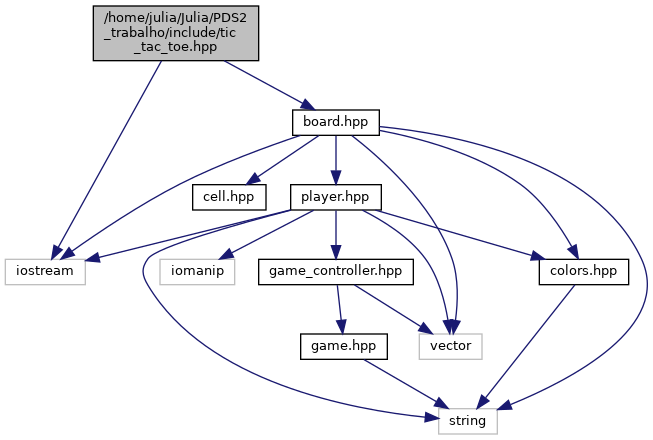 /home/julia/Julia/PDS2
_trabalho/include/tic
_tac_toe.hpp
board.hpp
cell.hpp
player.hpp
iostream
iomanip
game_controller.hpp
colors.hpp
game.hpp
vector
string